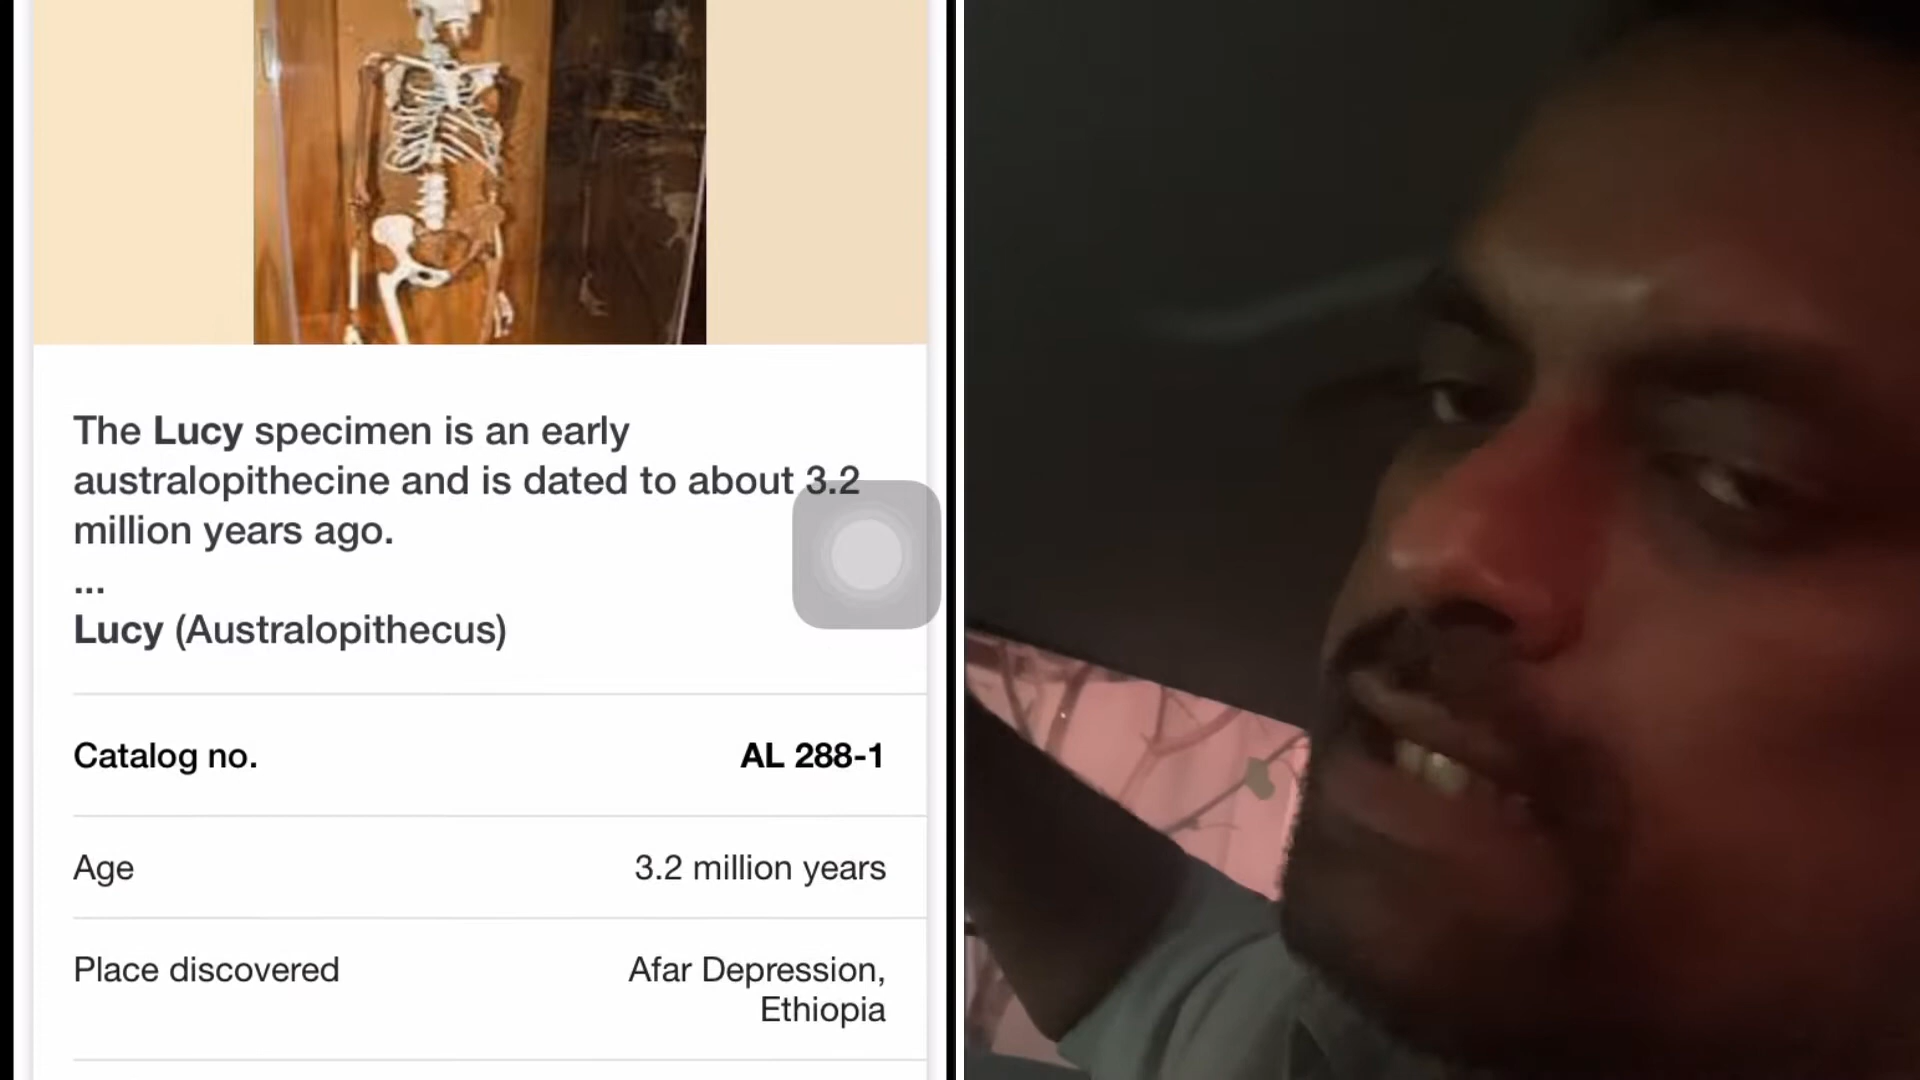 The Lucy specimen is an early
australopithecine and is dated to about 3.2
million years ago.
...
Lucy (Australopithecus)
Catalog no. AL 288-1
Age 3.2 million years
Place discovered Afar Depression,
Ethiopia